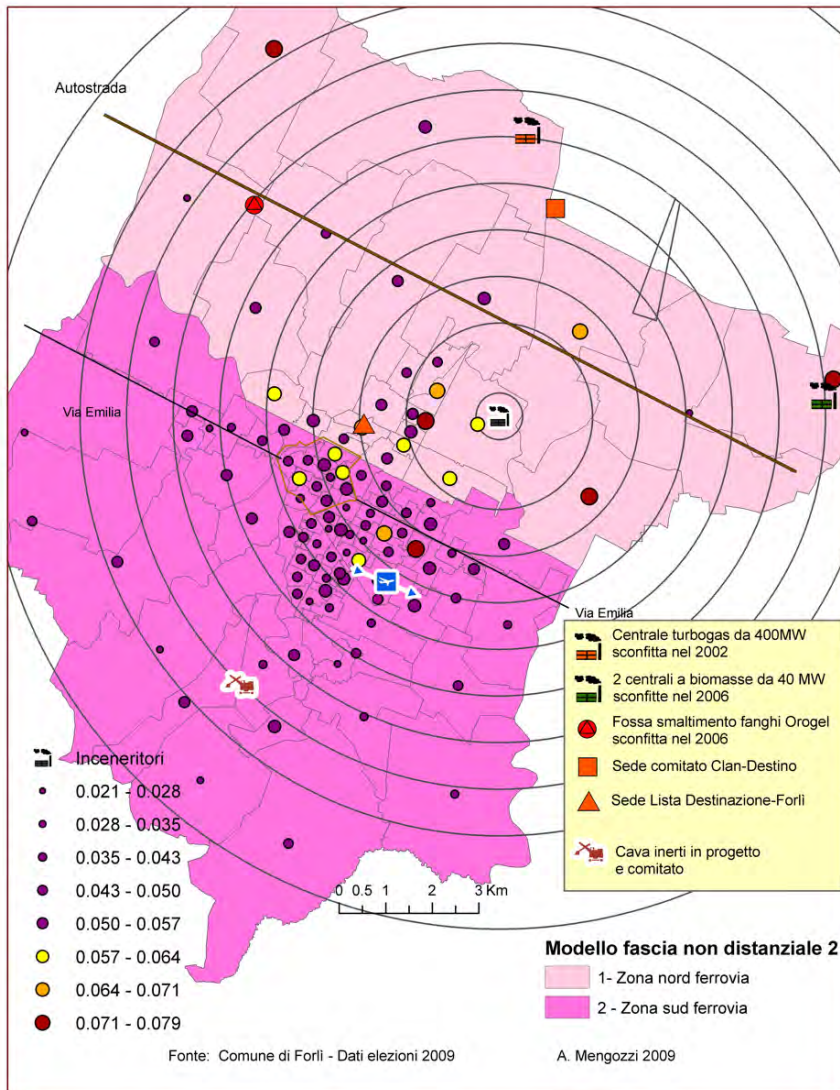 Autostrada
Via Emilia
Via Emilia
Centrale turbogas da 400MW
sconfitta nel 2002
2 centrali a biomasse da 40 MW
sconfitte nel 2006
Fossa smaltimento fanghi Orogel
sconfitta nel 2006
Sede comitato Clan-Destino
Sede Lista Destinazione-Forlì
Cava inerti in progetto
e comitato
Inceneritori
0.021 - 0.028
0.028 - 0.035
0.035 - 0.043
0.043 - 0.050
0.050 - 0.057
0.057 - 0.064
0.064 - 0.071
0.071 - 0.079
0 0.5 1 2 3 Km
Modello fascia non distanziale 2
1- Zona nord ferrovia
2 - Zona sud ferrovia
Fonte: Comune di Forlì - Dati elezioni 2009 A. Mengozzi 2009